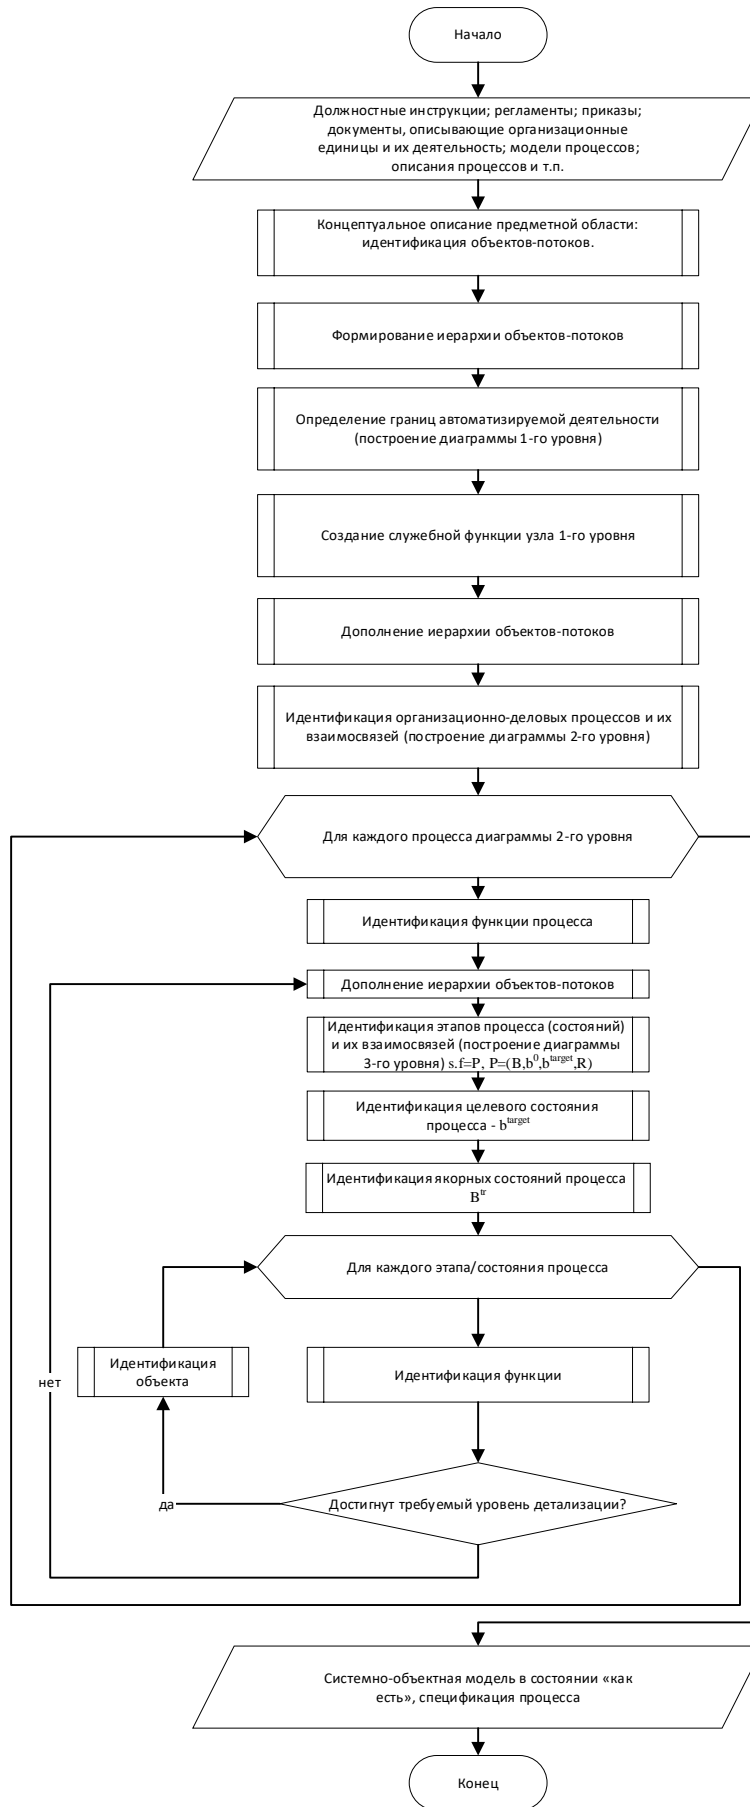 Начало
Должностные инструкции; регламенты; приказы;
документы, описывающие организационные
единицы и их деятельность; модели процессов;
описания процессов и т.п.
Концептуальное описание предметной области:
идентификация объектов-потоков.
Формирование иерархии объектов-потоков
Определение границ автоматизируемой деятельности
(построение диаграммы 1-го уровня)
Создание служебной функции узла 1-го уровня
Дополнение иерархии объектов-потоков
Идентификация организационно-деловых процессов и их
взаимосвязей (построение диаграммы 2-го уровня)
Для каждого процесса диаграммы 2-го уровня
Идентификация функции процесса
Дополнение иерархии объектов-потоков
Идентификация этапов процесса (состояний)
и их взаимосвязей (построение диаграммы
3-го уровня) s.f=P, P=(B,b⁰,b^target,R)
Идентификация целевого состояния
процесса - b^target
Идентификация якорных состояний процесса
B^tr
Для каждого этапа/состояния процесса
Идентификация
объекта
нет
Идентификация функции
Достигнут требуемый уровень детализации?
да
Системно-объектная модель в состоянии «как
есть», спецификация процесса
Конец